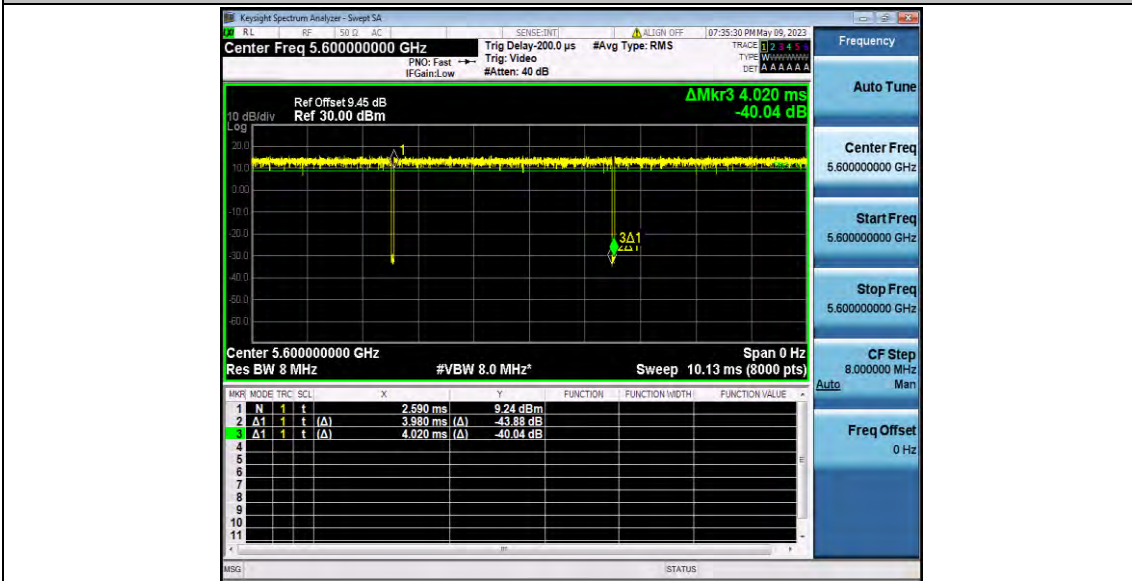 Keysight Spectrum Analyzer - Swept SA
RL RF 50 Ω AC SENSE:INT ALIGN OFF 07:35:30 PM May 09, 2023
Center Freq 5.600000000 GHz
PNO: Fast
IFGain:Low
Trig Delay-200.0 µs
Trig: Video
#Atten: 40 dB
#Avg Type: RMS
TRACE 1 2 3 4 5 6
TYPE WWWWWW
DET A A A A A A
ΔMkr3 4.020 ms
-40.04 dB
Ref Offset 9.45 dB
10 dB/div Ref 30.00 dBm
Log
20.0
10.0
0.00
-10.0
-20.0
-30.0
-40.0
-50.0
-60.0
1
3Δ1
2Δ1
Center 5.600000000 GHz Span 0 Hz
Res BW 8 MHz #VBW 8.0 MHz* Sweep 10.13 ms (8000 pts)
MKR MODE TRC SCL X Y FUNCTION FUNCTION WIDTH FUNCTION VALUE
1 N 1 t 2.590 ms 9.24 dBm
2 Δ1 1 t (Δ) 3.980 ms (Δ) -43.88 dB
3 Δ1 1 t (Δ) 4.020 ms (Δ) -40.04 dB
4
5
6
7
8
9
10
11
MSG STATUS
Frequency
Auto Tune
Center Freq
5.600000000 GHz
Start Freq
5.600000000 GHz
Stop Freq
5.600000000 GHz
CF Step
8.000000 MHz
Auto Man
Freq Offset
0 Hz